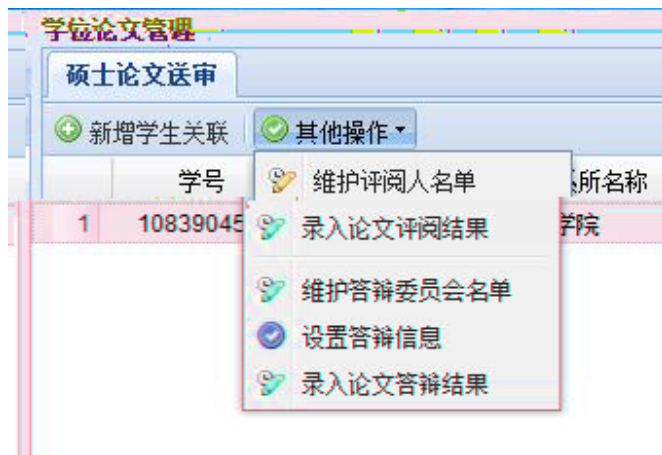 学位论文管理
硕士论文送审
新增学生关联 其他操作
学号 所名称
1 10839045 学院
维护评阅人名单
录入论文评阅结果
维护答辩委员会名单
设置答辩信息
录入论文答辩结果